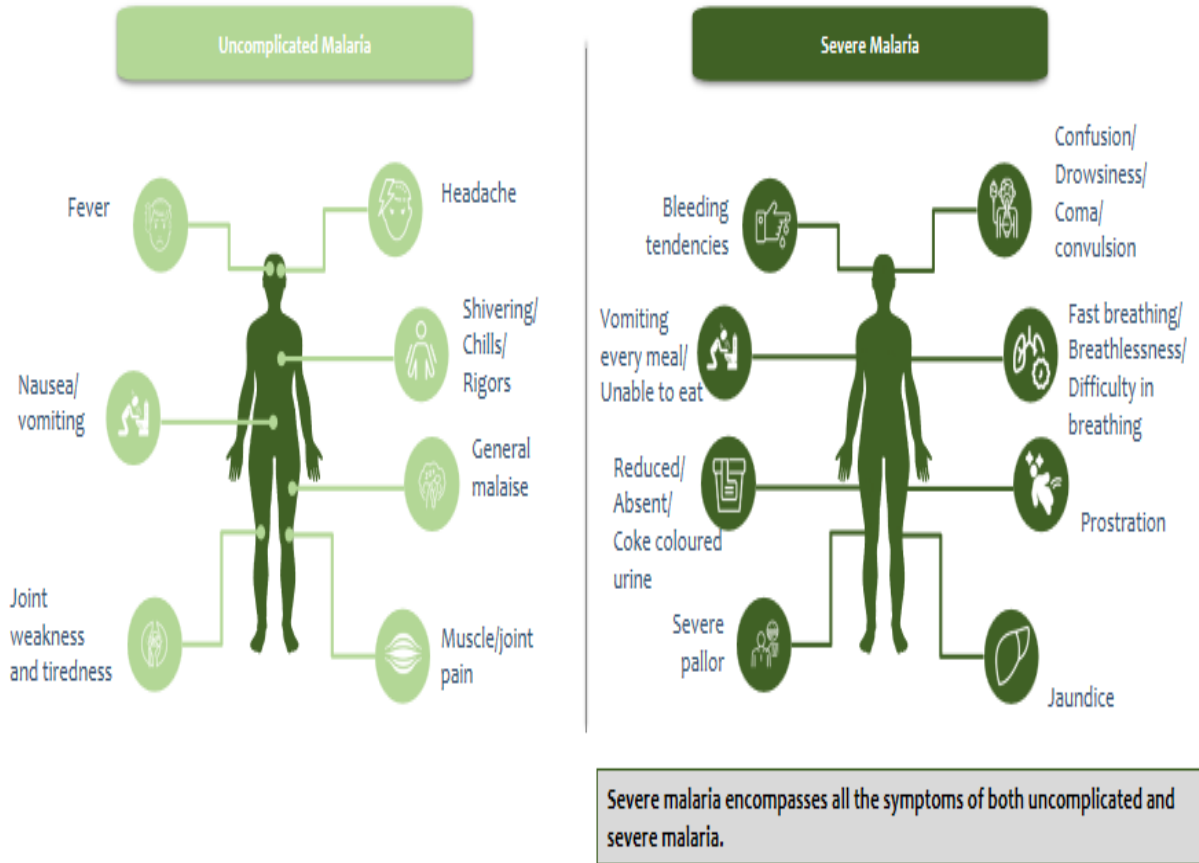 Uncomplicated Malaria
Fever
Headache
Shivering/
Chills/
Rigors
Nausea/
vomiting
General
malaise
Joint
weakness
and tiredness
Muscle/joint
pain
Severe Malaria
Bleeding
tendencies
Confusion/
Drowsiness/
Coma/
convulsion
Vomiting
every meal/
Unable to eat
Fast breathing/
Breathlessness/
Difficulty in
breathing
Reduced/
Absent/
Coke coloured
urine
Prostration
Severe
pallor
Jaundice
Severe malaria encompasses all the symptoms of both uncomplicated and
severe malaria.